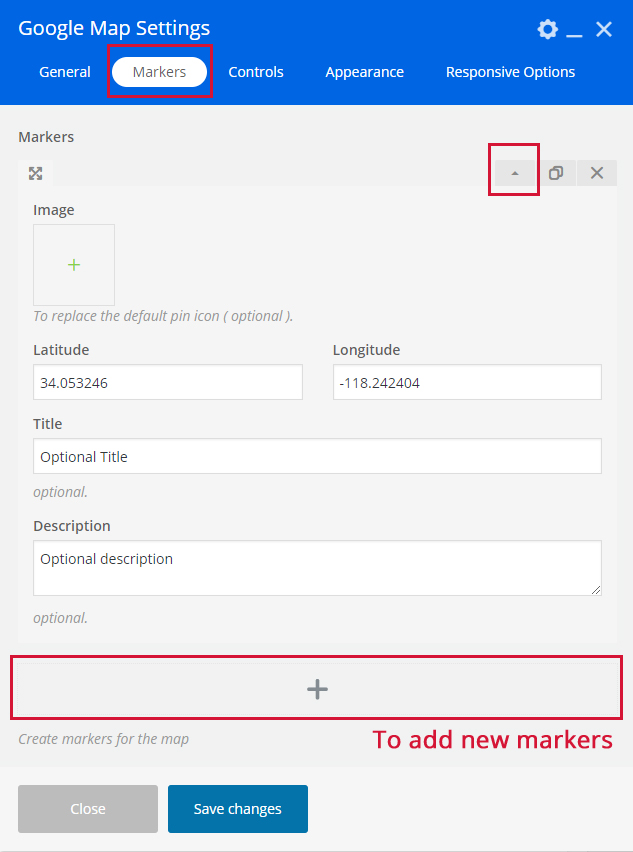 Google Map Settings
General Markers Controls Appearance Responsive Options
Markers
Image
To replace the default pin icon ( optional ).
Latitude Longitude
34.053246 -118.242404
Title
Optional Title
optional.
Description
Optional description
optional.
Create markers for the map To add new markers
Close Save changes